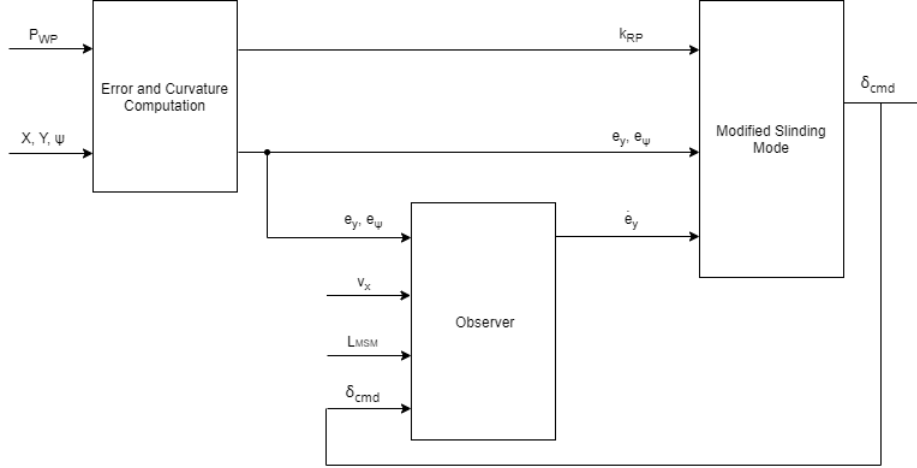 P_WP
k_RP
δ_cmd
Error and Curvature
Computation
Modified Slinding
Mode
X, Y, ψ
e_y, e_ψ
e_y, e_ψ
ė_y
v_x
Observer
L_MSM
δ_cmd